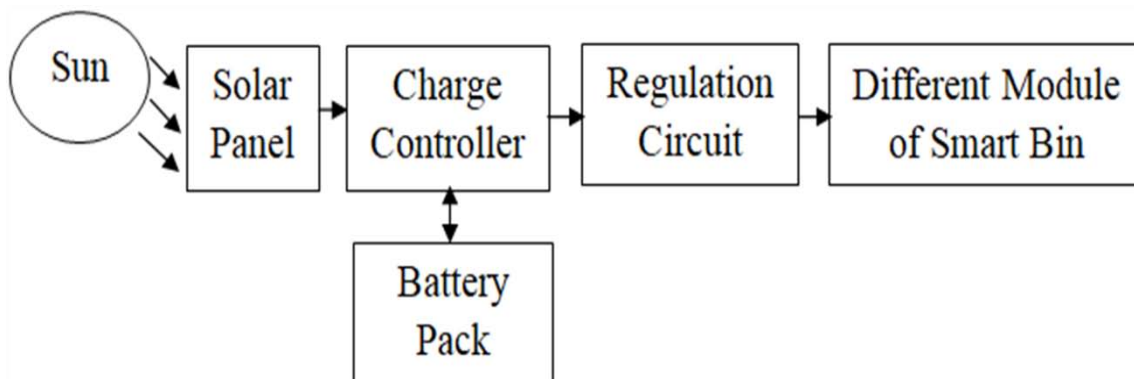 Sun
Solar
Panel
Charge
Controller
Regulation
Circuit
Different Module
of Smart Bin
Battery
Pack